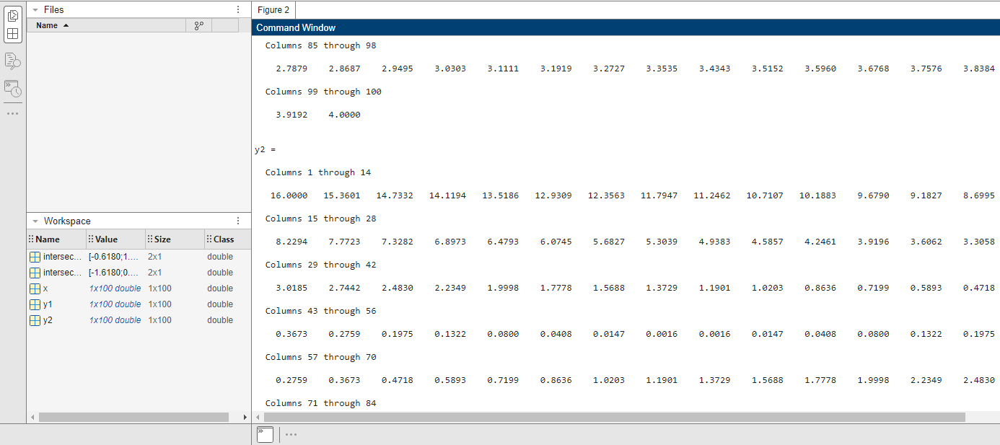 Files
Name
Workspace
Name Value Size Class
intersec... [-0.6180;1.... 2x1 double
intersec... [-1.6180;0.... 2x1 double
x 1x100 double 1x100 double
y1 1x100 double 1x100 double
y2 1x100 double 1x100 double
Figure 2
Command Window
Columns 85 through 98
2.7879 2.8687 2.9495 3.0303 3.1111 3.1919 3.2727 3.3535 3.4343 3.5152 3.5960 3.6768 3.7576 3.8384
Columns 99 through 100
3.9192 4.0000
y2 =
Columns 1 through 14
16.0000 15.3601 14.7332 14.1194 13.5186 12.9309 12.3563 11.7947 11.2462 10.7107 10.1883 9.6790 9.1827 8.6995
Columns 15 through 28
8.2294 7.7723 7.3282 6.8973 6.4793 6.0745 5.6827 5.3039 4.9383 4.5857 4.2461 3.9196 3.6062 3.3058
Columns 29 through 42
3.0185 2.7442 2.4830 2.2349 1.9998 1.7778 1.5688 1.3729 1.1901 1.0203 0.8636 0.7199 0.5893 0.4718
Columns 43 through 56
0.3673 0.2759 0.1975 0.1322 0.0800 0.0408 0.0147 0.0016 0.0016 0.0147 0.0408 0.0800 0.1322 0.1975
Columns 57 through 70
0.2759 0.3673 0.4718 0.5893 0.7199 0.8636 1.0203 1.1901 1.3729 1.5688 1.7778 1.9998 2.2349 2.4830
Columns 71 through 84